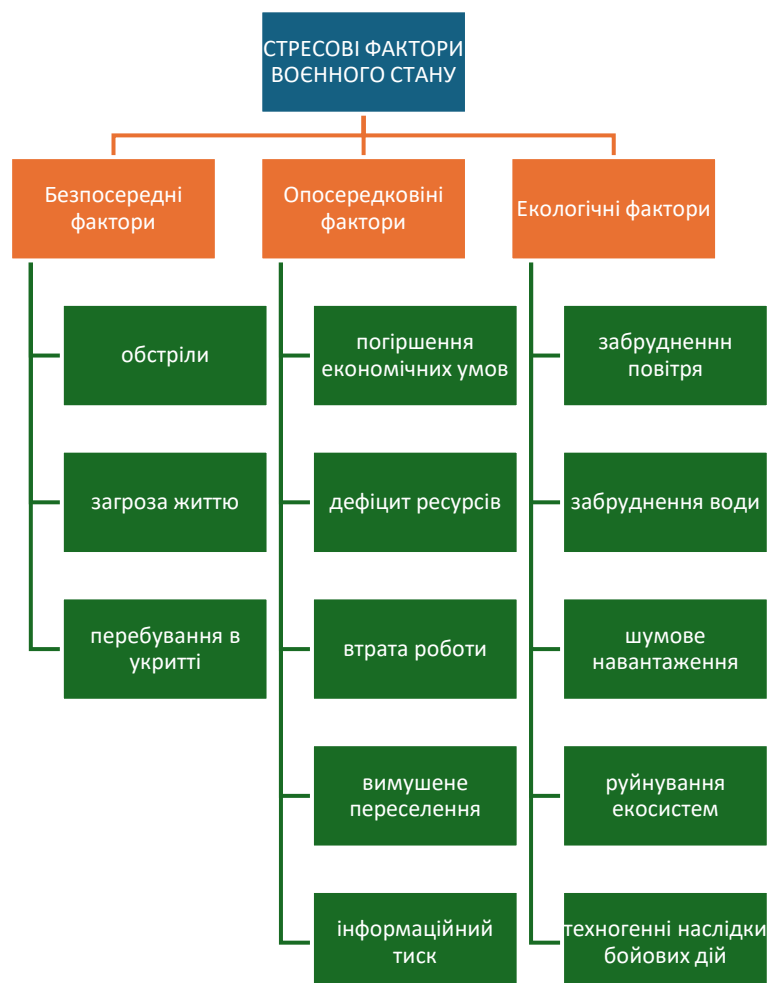 СТРЕСОВІ ФАКТОРИ
ВОЄННОГО СТАНУ
Безпосередні
фактори
обстріли
загроза життю
перебування в
укритті
Опосередковіні
фактори
погіршення
економічних умов
дефіцит ресурсів
втрата роботи
вимушене
переселення
інформаційний
тиск
Екологічні фактори
забрудненнн
повітря
забруднення води
шумове
навантаження
руйнування
екосистем
техногенні наслідки
бойових дій